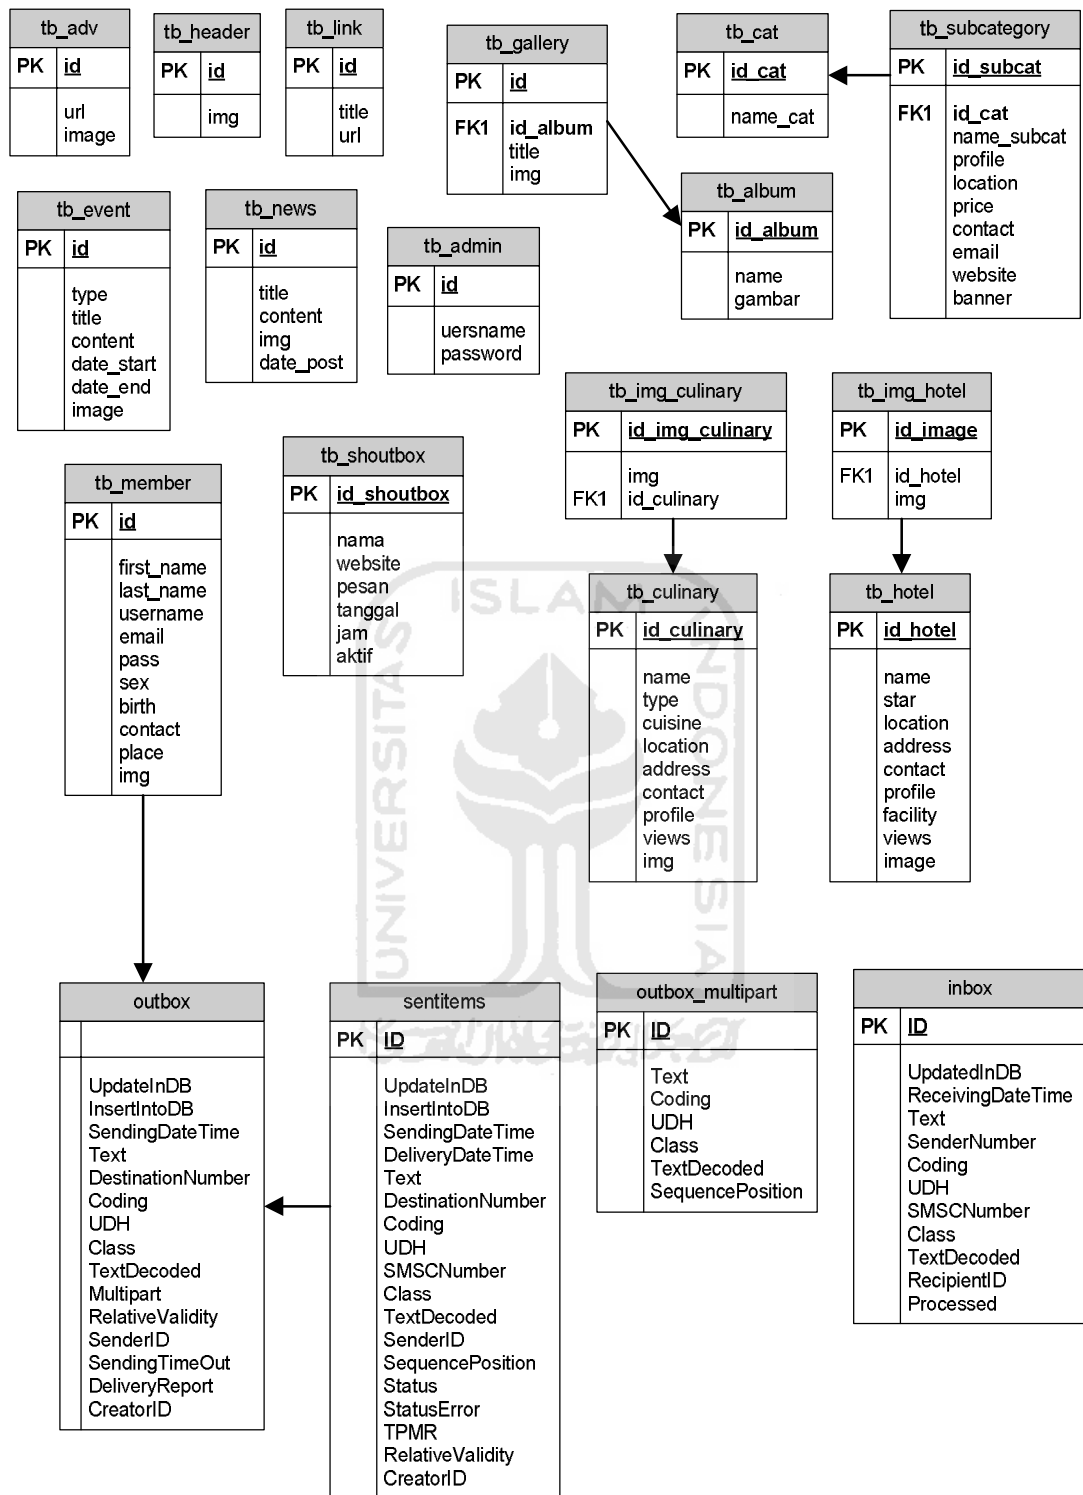 tb_adv
PK id
url
image
tb_header
PK id
img
tb_link
PK id
title
url
tb_gallery
PK id
FK1 id_album
title
img
tb_cat
PK id_cat
name_cat
tb_subcategory
PK id_subcat
FK1 id_cat
name_subcat
profile
location
price
contact
email
website
banner
tb_event
PK id
type
title
content
date_start
date_end
image
tb_news
PK id
title
content
img
date_post
tb_admin
PK id
uersname
password
tb_album
PK id_album
name
gambar
tb_img_culinary
PK id_img_culinary
img
FK1 id_culinary
tb_img_hotel
PK id_image
FK1 id_hotel
img
tb_member
PK id
first_name
last_name
username
email
pass
sex
birth
contact
place
img
tb_shoutbox
PK id_shoutbox
nama
website
pesan
tanggal
jam
aktif
tb_culinary
PK id_culinary
name
type
cuisine
location
address
contact
profile
views
img
tb_hotel
PK id_hotel
name
star
location
address
contact
profile
facility
views
image
UNIVERSITAS
ISLAM
INDONESIA
outbox
UpdateInDB
InsertIntoDB
SendingDateTime
Text
DestinationNumber
Coding
UDH
Class
TextDecoded
Multipart
RelativeValidity
SenderID
SendingTimeOut
DeliveryReport
CreatorID
sentitems
PK ID
UpdateInDB
InsertIntoDB
SendingDateTime
DeliveryDateTime
Text
DestinationNumber
Coding
UDH
SMSCNumber
Class
TextDecoded
SenderID
SequencePosition
Status
StatusError
TPMR
RelativeValidity
CreatorID
outbox_multipart
PK ID
Text
Coding
UDH
Class
TextDecoded
SequencePosition
inbox
PK ID
UpdatedInDB
ReceivingDateTime
Text
SenderNumber
Coding
UDH
SMSCNumber
Class
TextDecoded
RecipientID
Processed